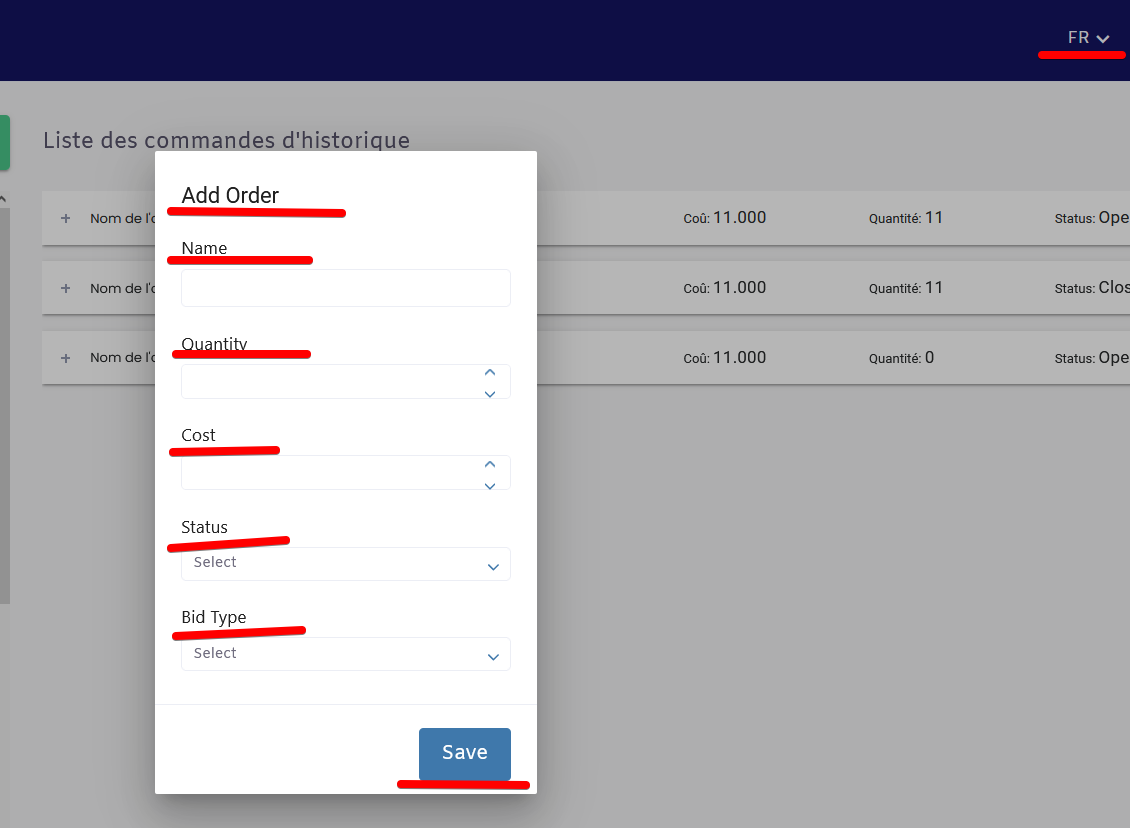 FR
Liste des commandes d'historique
Add Order
Nom de l'c Coû: 11.000 Quantité: 11 Status: Ope
Name
Nom de l'c Coû: 11.000 Quantité: 11 Status: Clos
Quantity
Nom de l'c Coû: 11.000 Quantité: 0 Status: Ope
Cost
Status
Select
Bid Type
Select
Save